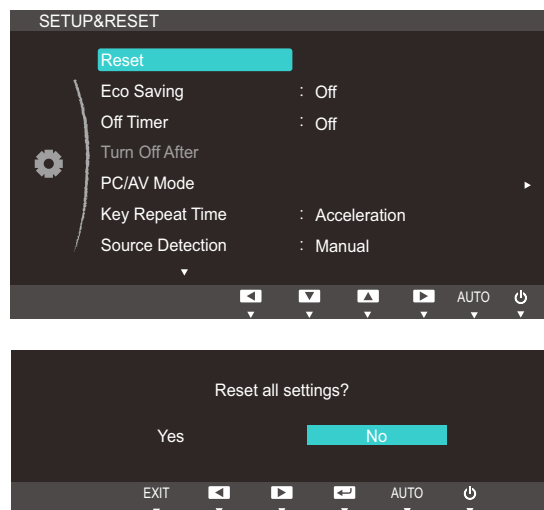 SETUP&RESET
Reset
Eco Saving : Off
Off Timer : Off
Turn Off After
PC/AV Mode
Key Repeat Time : Acceleration
Source Detection : Manual
AUTO
Reset all settings?
Yes No
EXIT AUTO